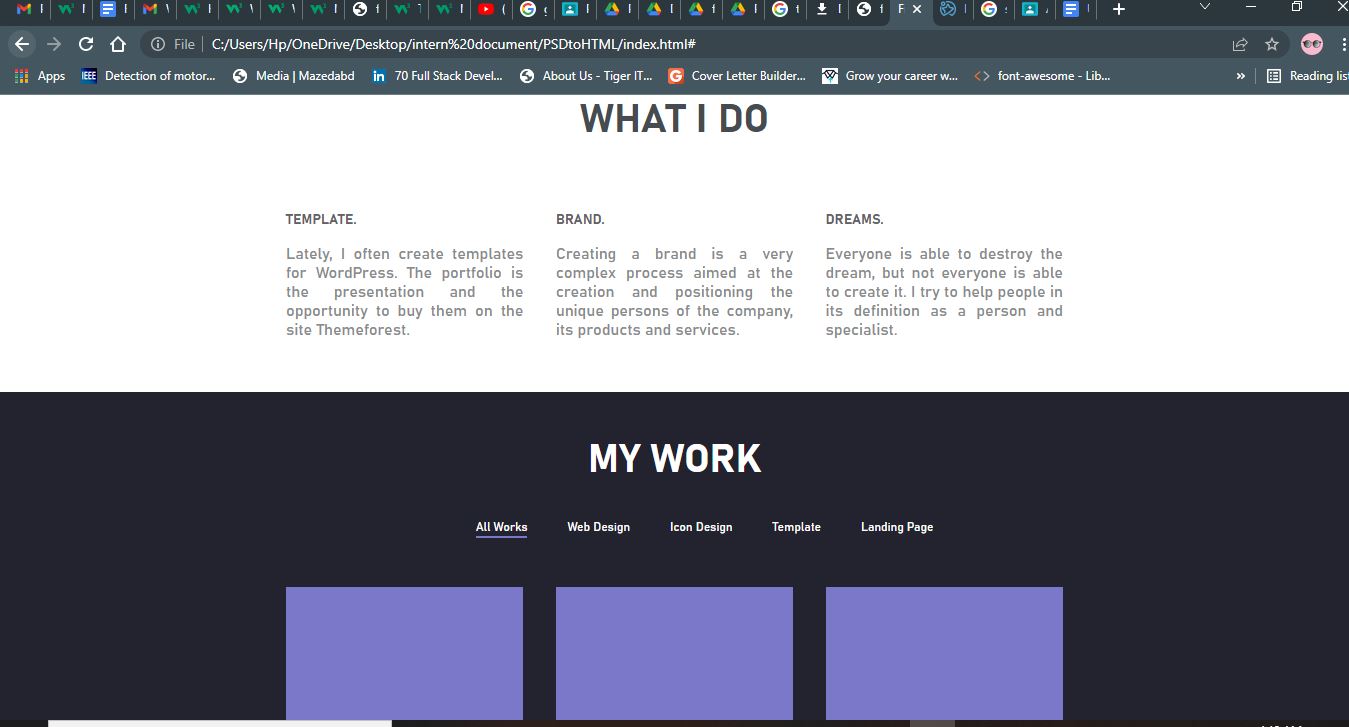 File
C:/Users/Hp/OneDrive/Desktop/intern%20document/PSDtoHTML/index.html#
Apps
IEEE
Detection of motor...
Media | Mazedabd
in
70 Full Stack Devel...
About Us - Tiger IT...
Cover Letter Builder...
Grow your career w...
font-awesome - Lib...
»
Reading list
WHAT I DO
TEMPLATE.
Lately, I often create templates
for WordPress. The portfolio is
the presentation and the
opportunity to buy them on the
site Themeforest.
BRAND.
Creating a brand is a very
complex process aimed at the
creation and positioning the
unique persons of the company,
its products and services.
DREAMS.
Everyone is able to destroy the
dream, but not everyone is able
to create it. I try to help people in
its definition as a person and
specialist.
MY WORK
All Works
Web Design
Icon Design
Template
Landing Page